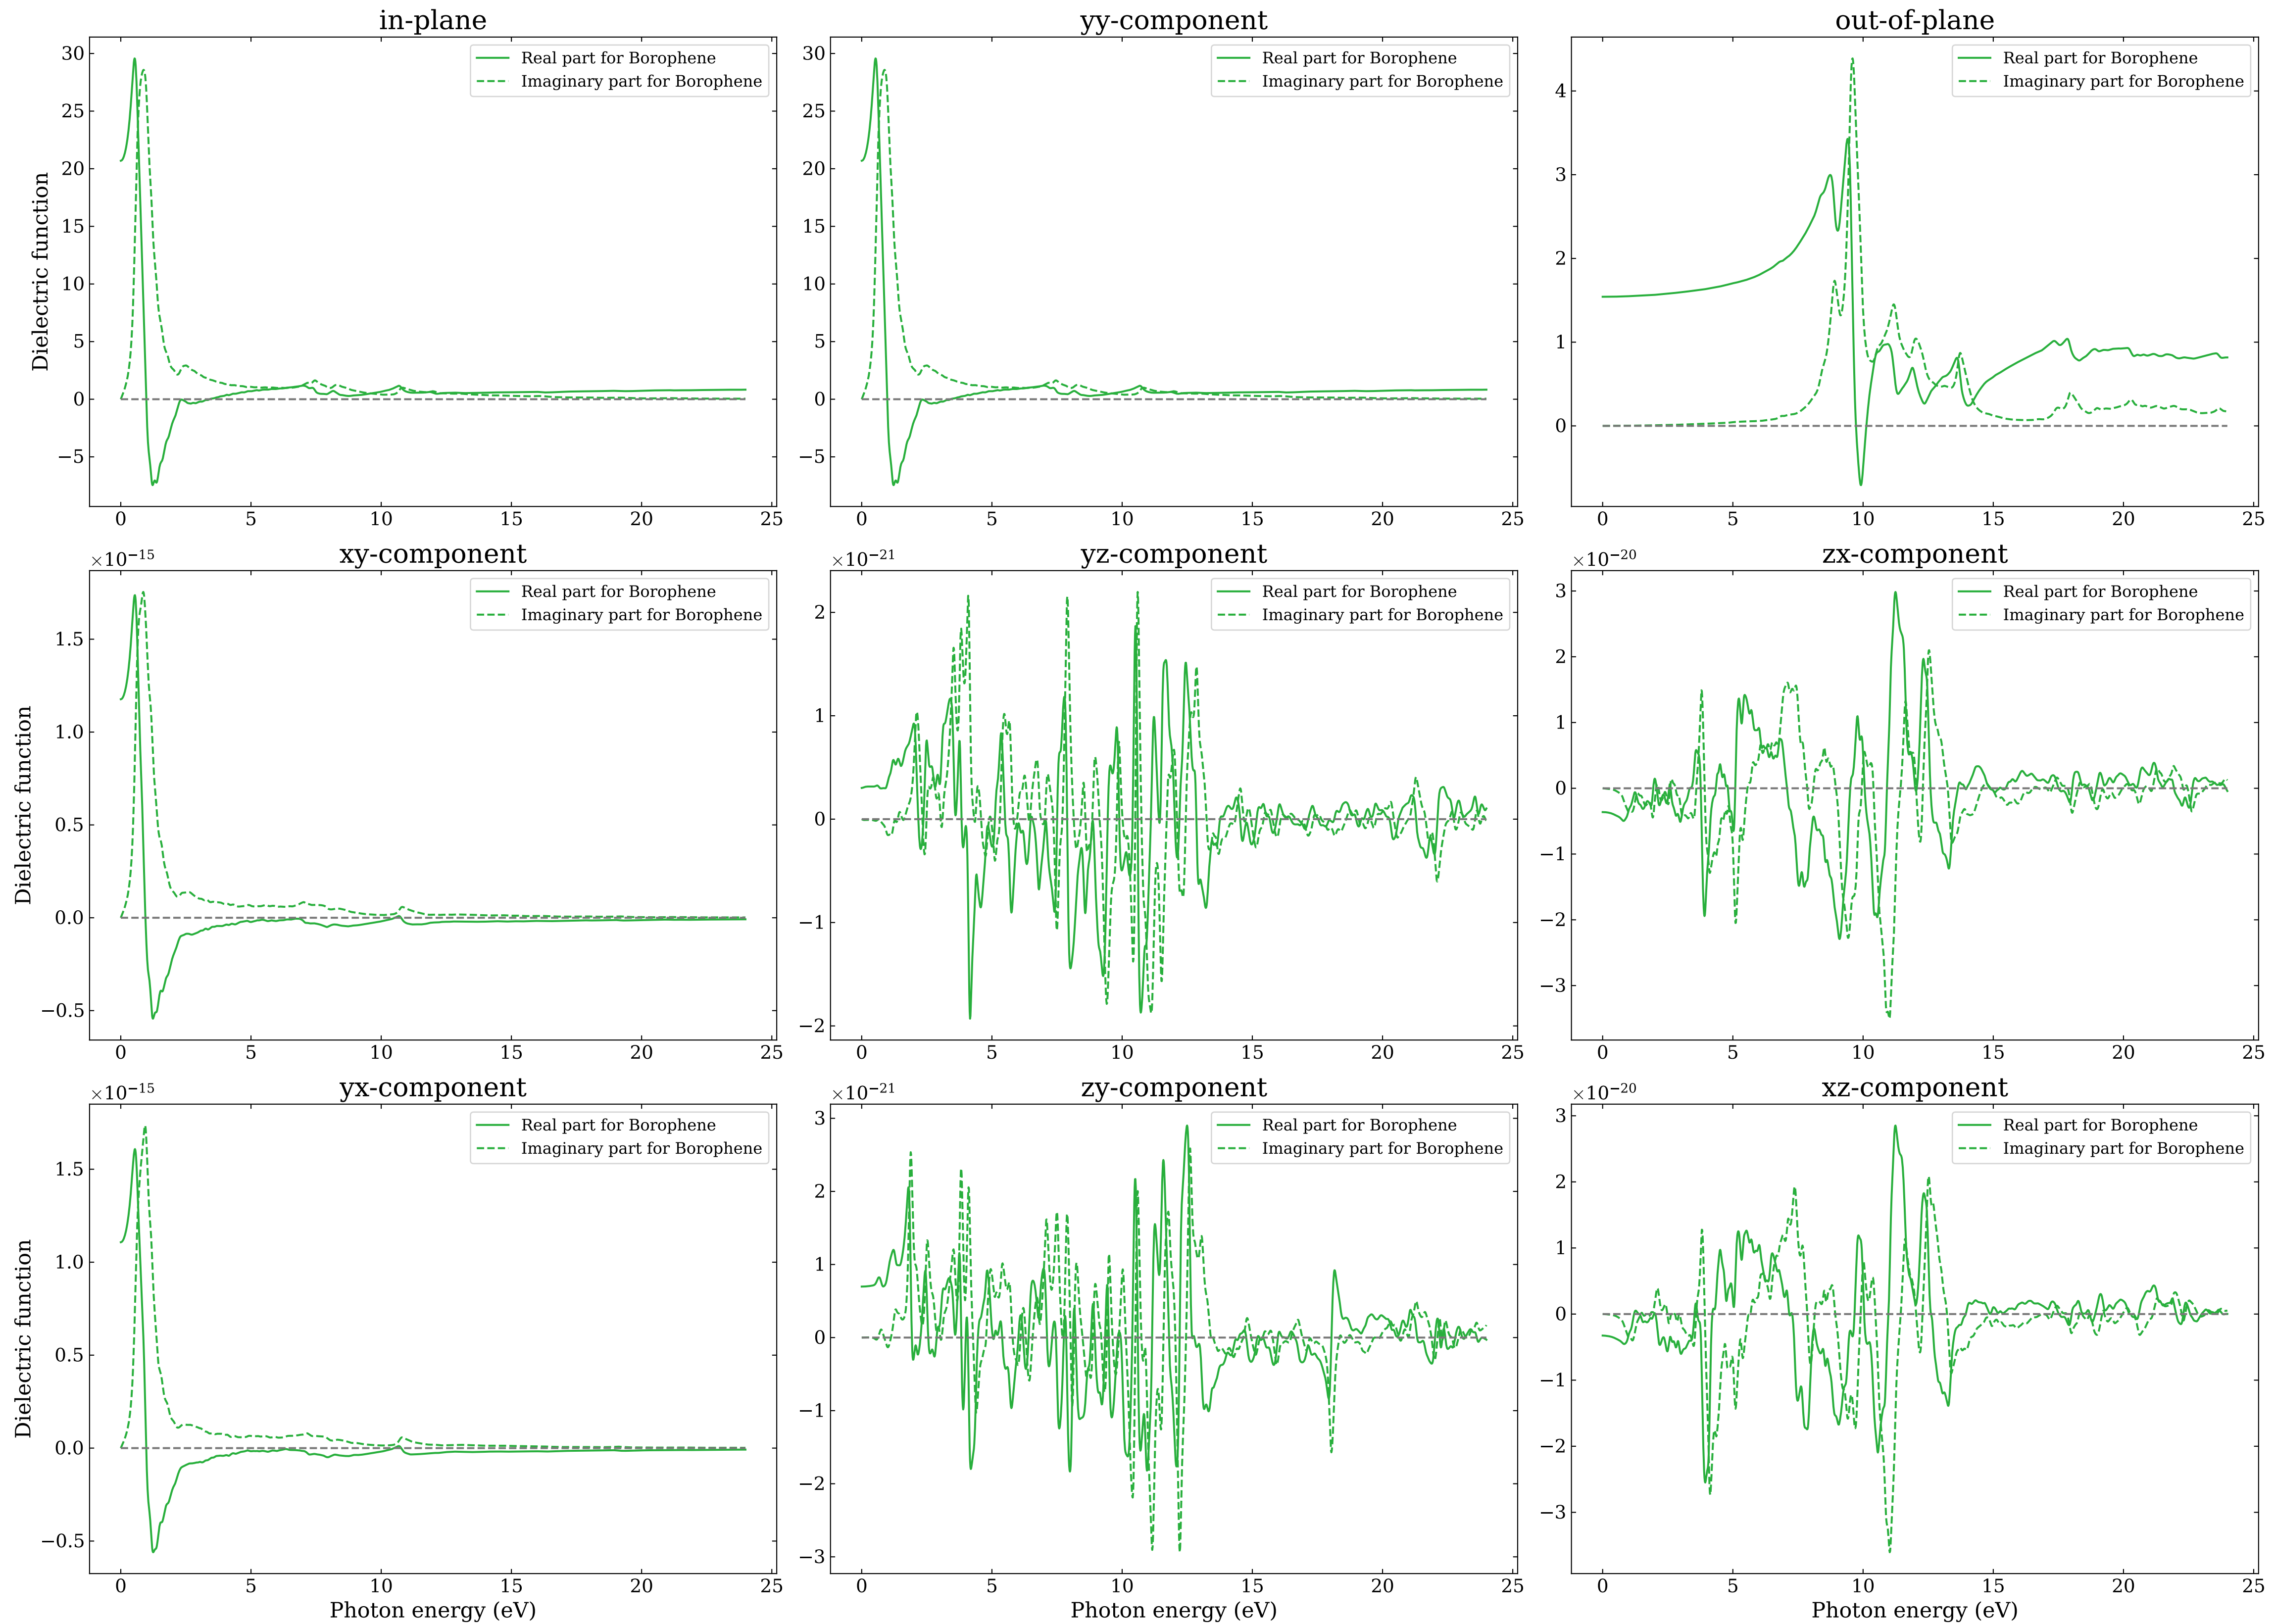 in-plane
Dielectric function
30
25
20
15
10
5
0
−5
0 5 10 15 20 25
Real part for Borophene
Imaginary part for Borophene
yy-component
30
25
20
15
10
5
0
−5
0 5 10 15 20 25
Real part for Borophene
Imaginary part for Borophene
out-of-plane
4
3
2
1
0
0 5 10 15 20 25
Real part for Borophene
Imaginary part for Borophene
×10⁻¹⁵
xy-component
Dielectric function
1.5
1.0
0.5
0.0
−0.5
0 5 10 15 20 25
Real part for Borophene
Imaginary part for Borophene
×10⁻²¹
yz-component
2
1
0
−1
−2
0 5 10 15 20 25
Real part for Borophene
Imaginary part for Borophene
×10⁻²⁰
zx-component
3
2
1
0
−1
−2
−3
0 5 10 15 20 25
Real part for Borophene
Imaginary part for Borophene
×10⁻¹⁵
yx-component
Dielectric function
1.5
1.0
0.5
0.0
−0.5
0 5 10 15 20 25
Photon energy (eV)
Real part for Borophene
Imaginary part for Borophene
×10⁻²¹
zy-component
3
2
1
0
−1
−2
−3
0 5 10 15 20 25
Photon energy (eV)
Real part for Borophene
Imaginary part for Borophene
×10⁻²⁰
xz-component
3
2
1
0
−1
−2
−3
0 5 10 15 20 25
Photon energy (eV)
Real part for Borophene
Imaginary part for Borophene